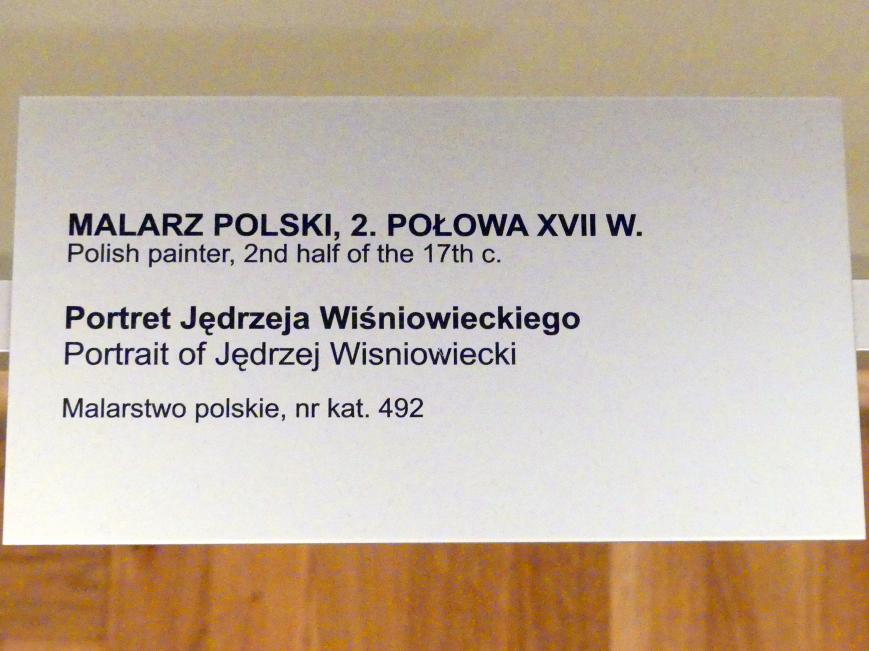 MALARZ POLSKI, 2. POŁOWA XVII W.
Polish painter, 2nd half of the 17th c.
Portret Jędrzeja Wiśniowieckiego
Portrait of Jędrzej Wisniowiecki
Malarstwo polskie, nr kat. 492